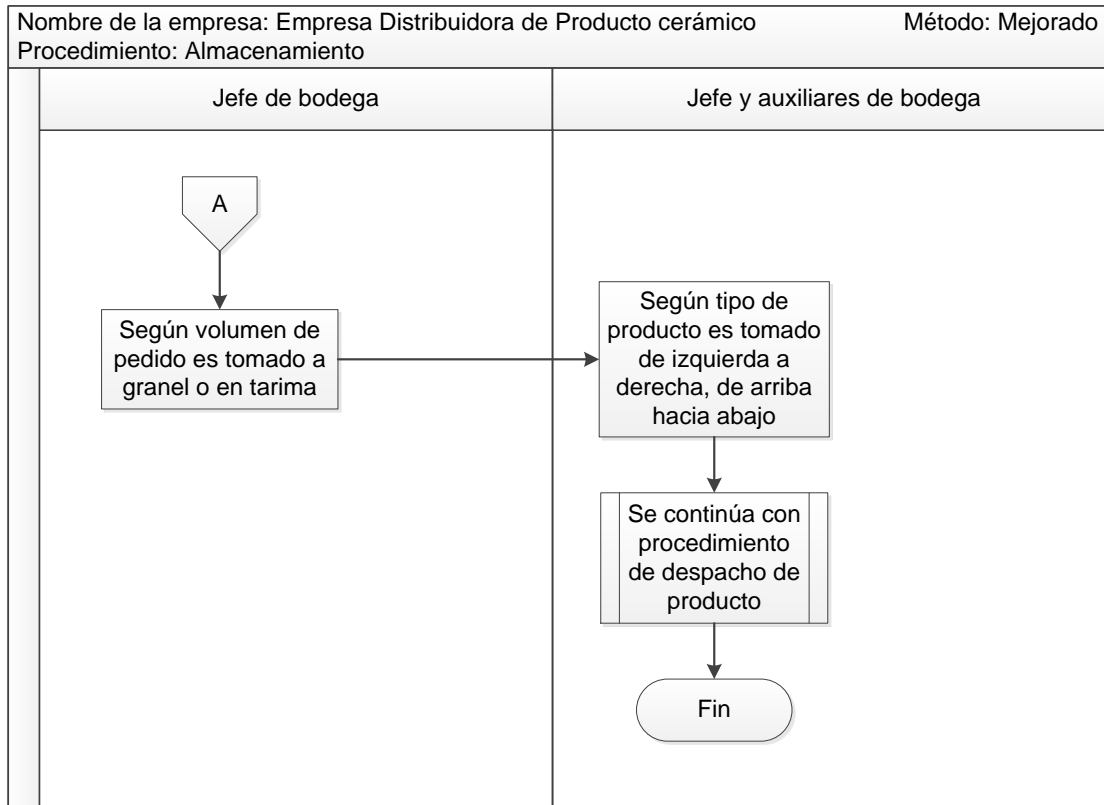 Nombre de la empresa: Empresa Distribuidora de Producto cerámico Método: Mejorado
Procedimiento: Almacenamiento
Jefe de bodega
Jefe y auxiliares de bodega
A
Según volumen de
pedido es tomado a
granel o en tarima
Según tipo de
producto es tomado
de izquierda a
derecha, de arriba
hacia abajo
Se continúa con
procedimiento
de despacho de
producto
Fin